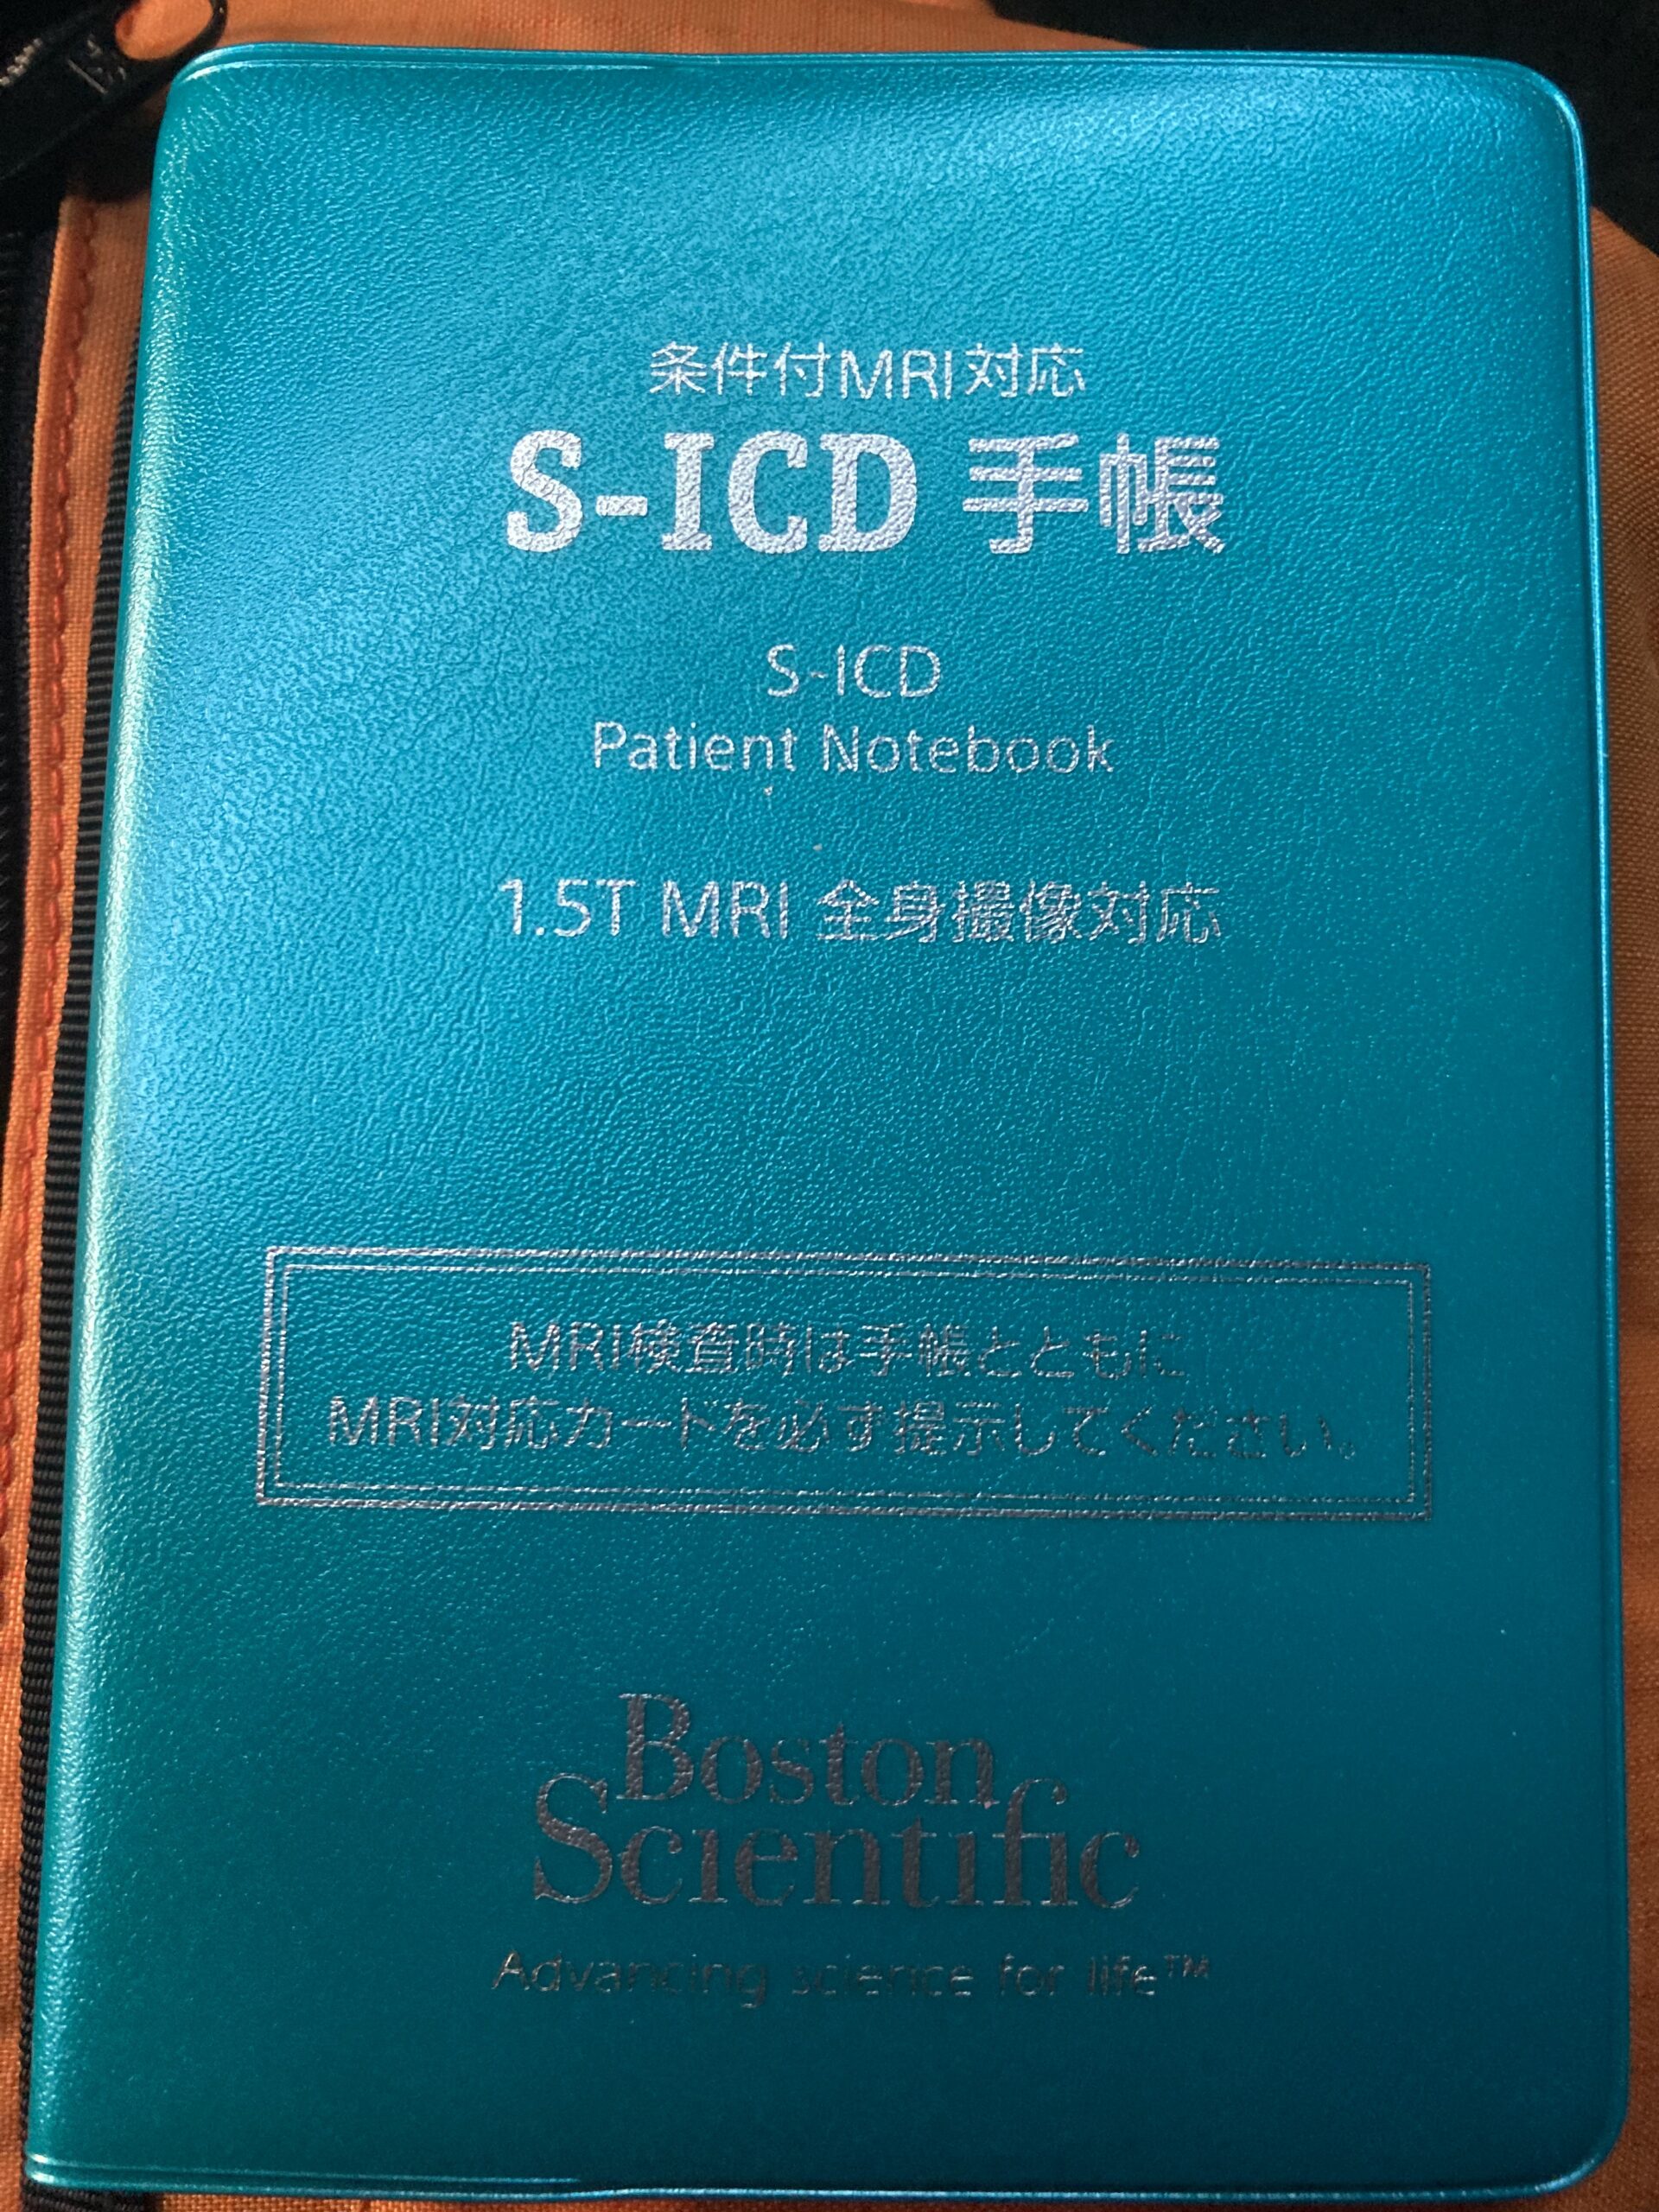 条件付MRI対応
S-ICD 手帳
S-ICD
Patient Notebook
1.5T MRI 全身撮像対応
MRI検査時は手帳とともに
MRI対応カードを必ず提示してください。
Boston
Scientific
Advancing science for life™